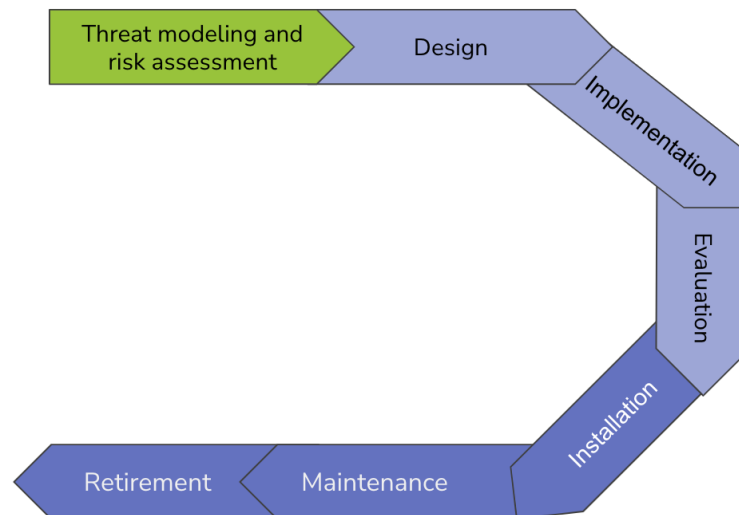 Threat modeling and
risk assessment
Design
Implementation
Evaluation
Installation
Maintenance
Retirement